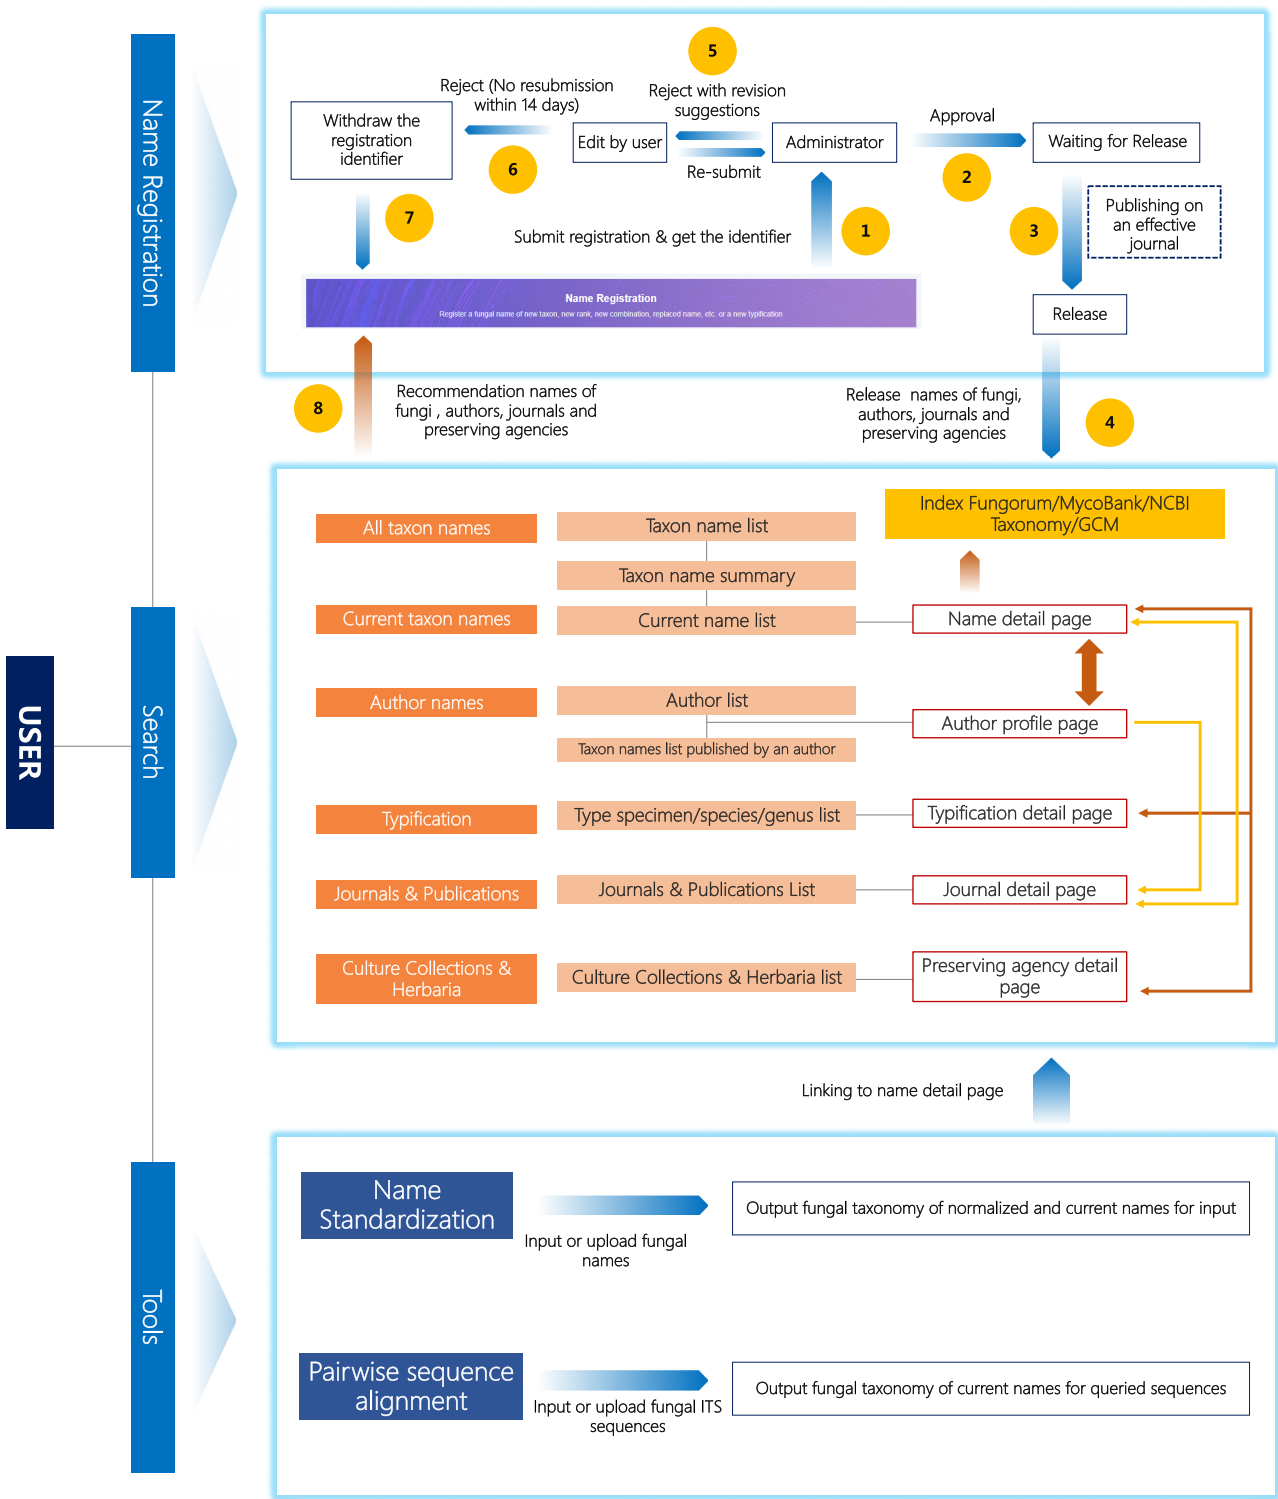 USER
Name Registration
Search
Tools
5
Reject (No resubmission
within 14 days)
Reject with revision
suggestions
Approval
Withdraw the
registration
identifier
Edit by user
Administrator
Waiting for Release
6
Re-submit
2
7
Submit registration & get the identifier
1
3
Publishing on
an effective
journal
Name Registration
Register a fungal name of new taxon, new rank, new combination, replaced name, etc. or a new typification
Release
8
Recommendation names of
fungi , authors, journals and
preserving agencies
Release names of fungi,
authors, journals and
preserving agencies
4
All taxon names
Taxon name list
Index Fungorum/MycoBank/NCBI
Taxonomy/GCM
Taxon name summary
Current taxon names
Current name list
Name detail page
Author names
Author list
Author profile page
Taxon names list published by an author
Typification
Type specimen/species/genus list
Typification detail page
Journals & Publications
Journals & Publications List
Journal detail page
Culture Collections &
Herbaria
Culture Collections & Herbaria list
Preserving agency detail
page
Linking to name detail page
Name
Standardization
Input or upload fungal
names
Output fungal taxonomy of normalized and current names for input
Pairwise sequence
alignment
Input or upload fungal ITS
sequences
Output fungal taxonomy of current names for queried sequences